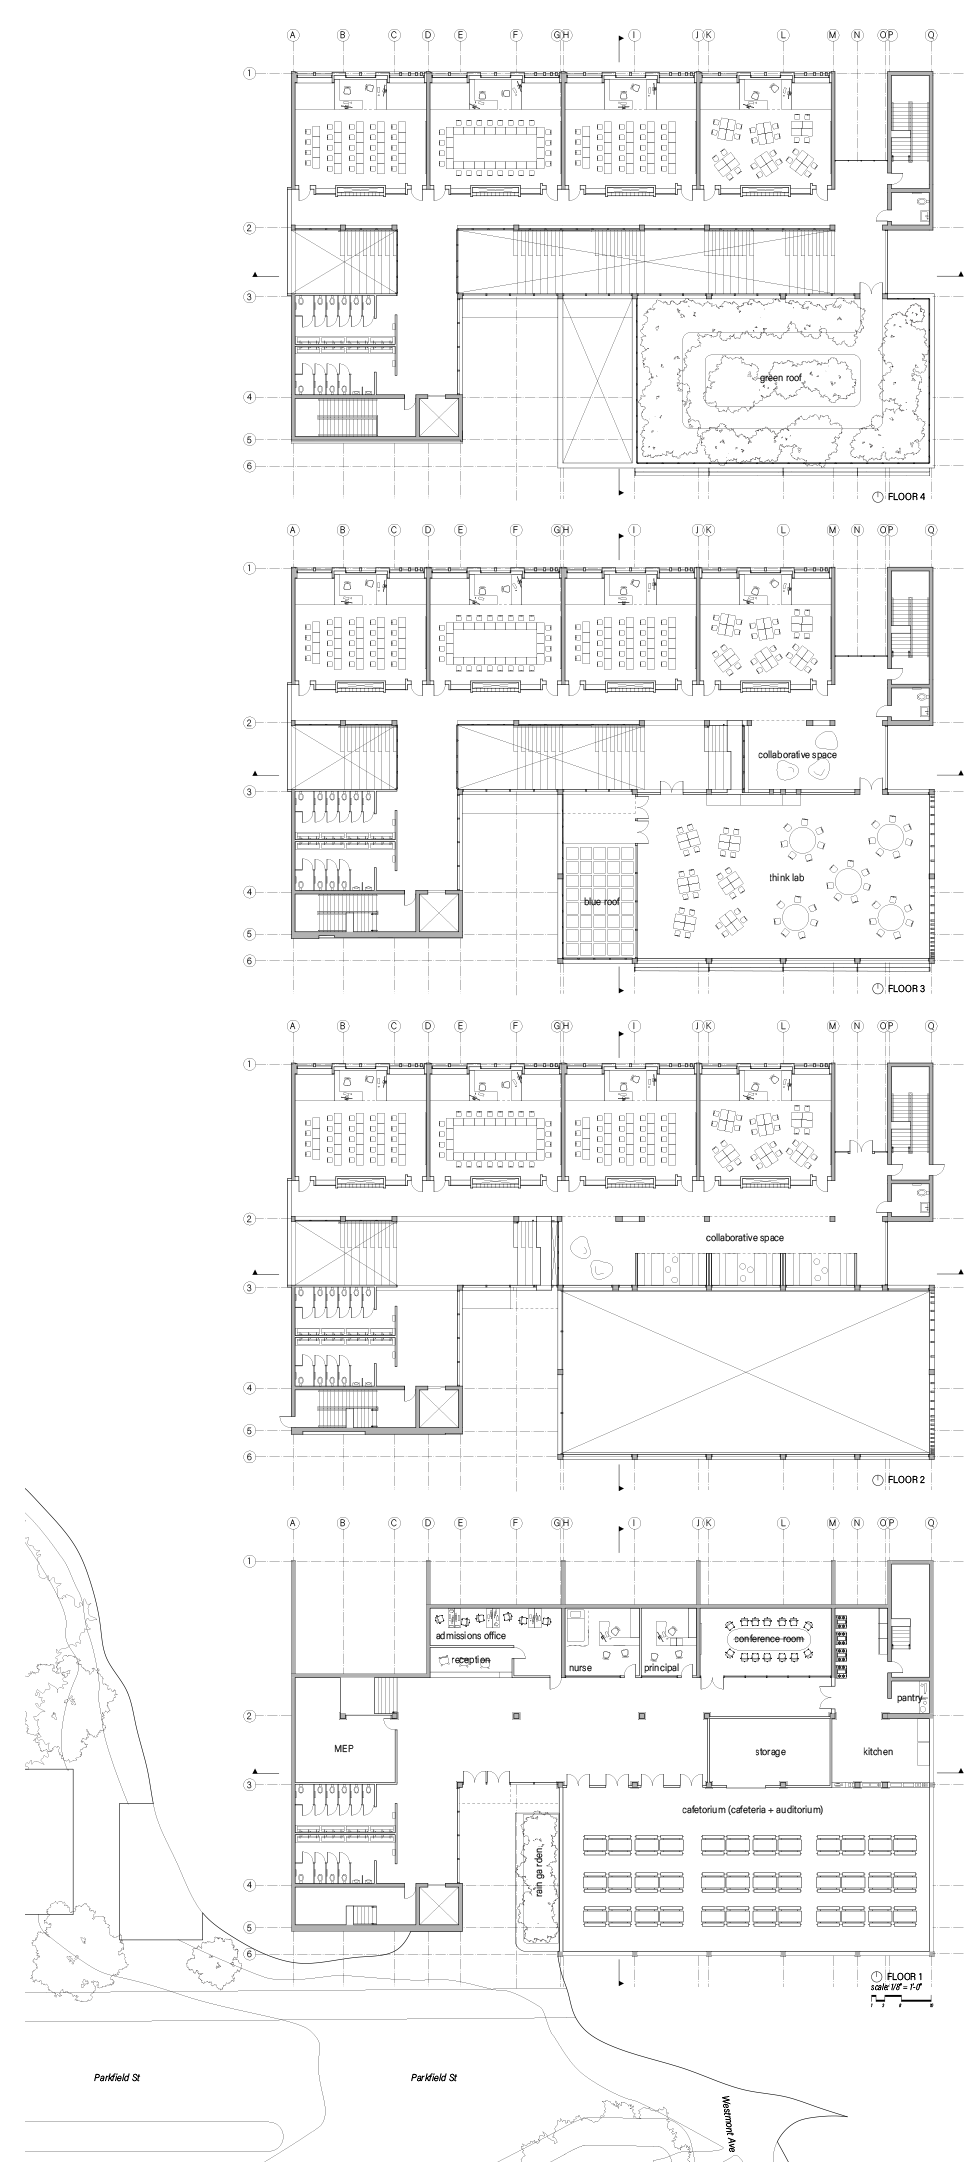 A B C D E F G H I J K L M N O P Q
1
2
3
green roof
4
5
6
FLOOR 4
A B C D E F G H I J K L M N O P Q
1
2
collaborative space
3
think lab
4
blue roof
5
6
FLOOR 3
A B C D E F G H I J K L M N O P Q
1
2
collaborative space
3
4
5
6
FLOOR 2
A B C D E F G H I J K L M N O P Q
1
admissions office
conference room
reception
nurse
principal
pantry
2
MEP
storage
kitchen
3
cafetorium (cafeteria + auditorium)
rain garden
4
5
6
FLOOR 1
scale: 1/8" = 1'-0"
Parkfield St
Parkfield St
Westmont Ave